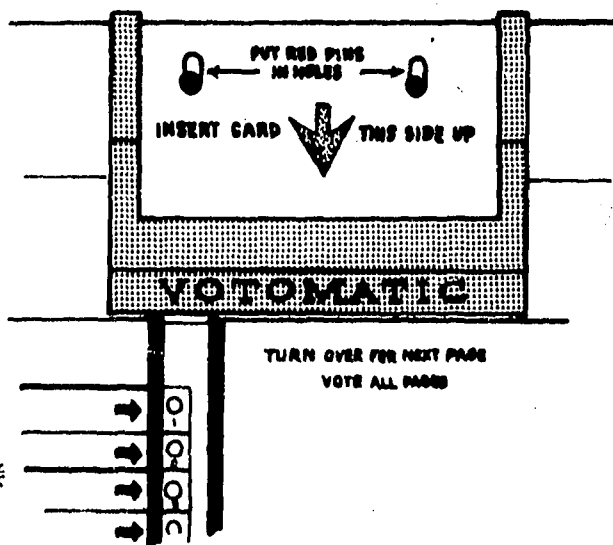 PUT RED PINS
IN HOLES
INSERT CARD THIS SIDE UP
VOTOMATIC
TURN OVER FOR NEXT PAGE
VOTE ALL PAGES